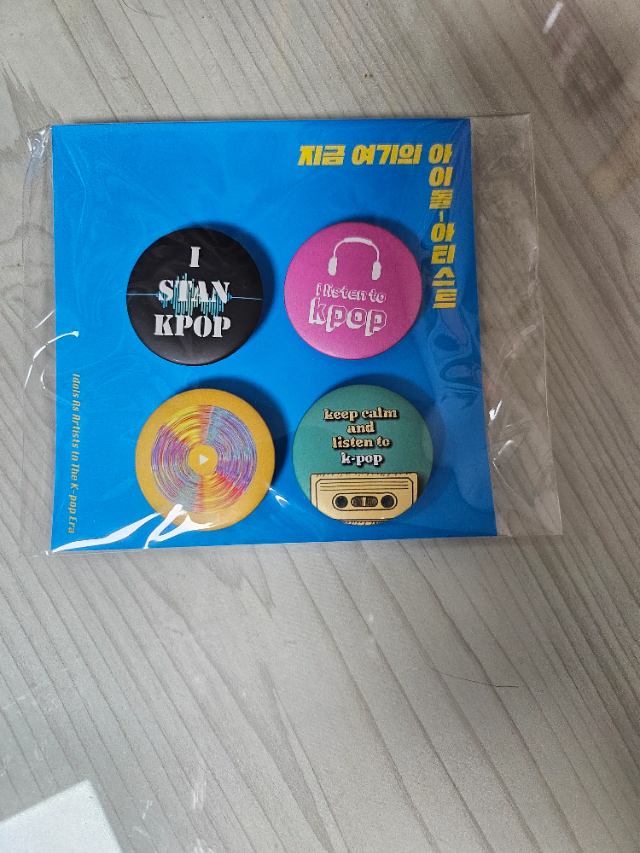 지금 여기의 아이돌-아티스트
I
STAN
KPOP
i listen to
kpop
keep calm
and
listen to
k-pop
Idols As Artists In The K-pop Era